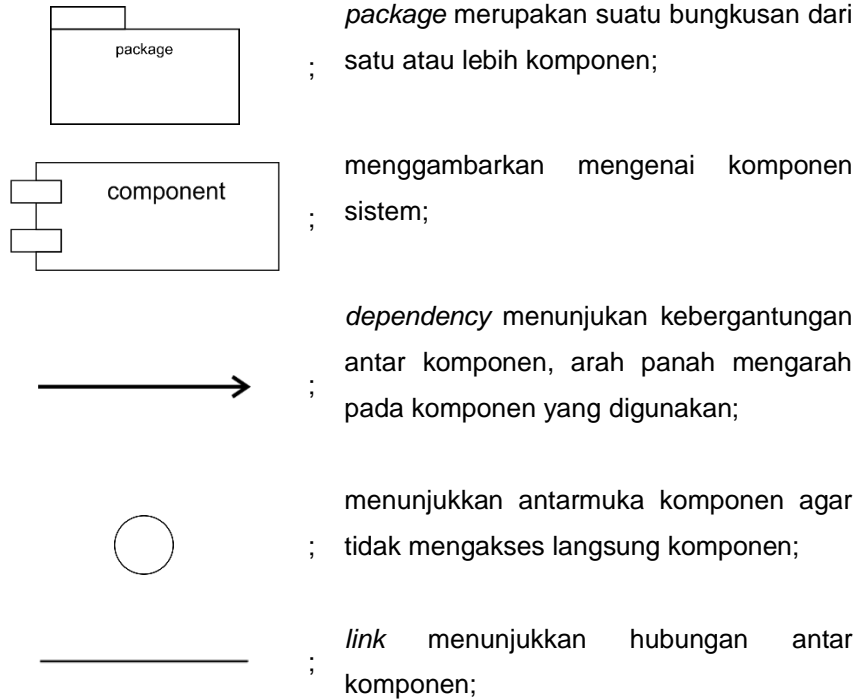 package merupakan suatu bungkusan dari
package
; satu atau lebih komponen;
menggambarkan mengenai komponen
component
; sistem;
dependency menunjukan kebergantungan
; antar komponen, arah panah mengarah
pada komponen yang digunakan;
menunjukkan antarmuka komponen agar
; tidak mengakses langsung komponen;
link menunjukkan hubungan antar
; komponen;